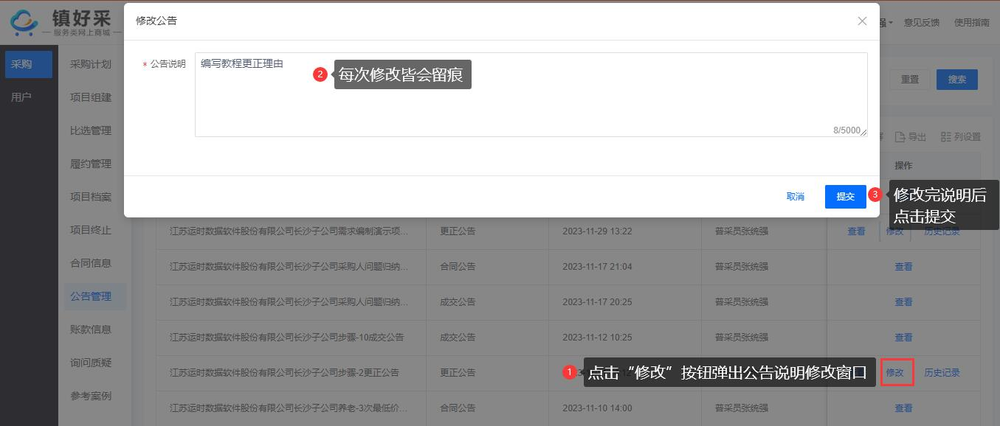 镇好采
服务类网上商城
修改公告
强
意见反馈
使用指南
采购
用户
采购计划
项目组建
比选管理
履约管理
项目档案
项目终止
合同信息
公告管理
账款信息
询问质疑
参考案例
* 公告说明
编写教程更正理由
2
每次修改皆会留痕
8/5000
重置
搜索
导出
列设置
操作
取消
提交
3
修改完说明后
点击提交
江苏运时数据软件股份有限公司长沙子公司需求编制演示项...
更正公告
2023-11-29 13:22
普采员张统强
查看
修改
历史记录
江苏运时数据软件股份有限公司长沙子公司采购人问题归纳...
合同公告
2023-11-17 21:04
普采员张统强
查看
江苏运时数据软件股份有限公司长沙子公司采购人问题归纳...
成交公告
2023-11-17 20:25
普采员张统强
查看
江苏运时数据软件股份有限公司长沙子公司步骤-10成交公告
成交公告
2023-11-12 10:25
普采员张统强
查看
江苏运时数据软件股份有限公司长沙子公司步骤-2更正公告
更正公告
1
点击“修改”按钮弹出公告说明修改窗口
修改
历史记录
江苏运时数据软件股份有限公司长沙子公司养老-3次最低价...
合同公告
2023-11-10 14:00
普采员张统强
查看